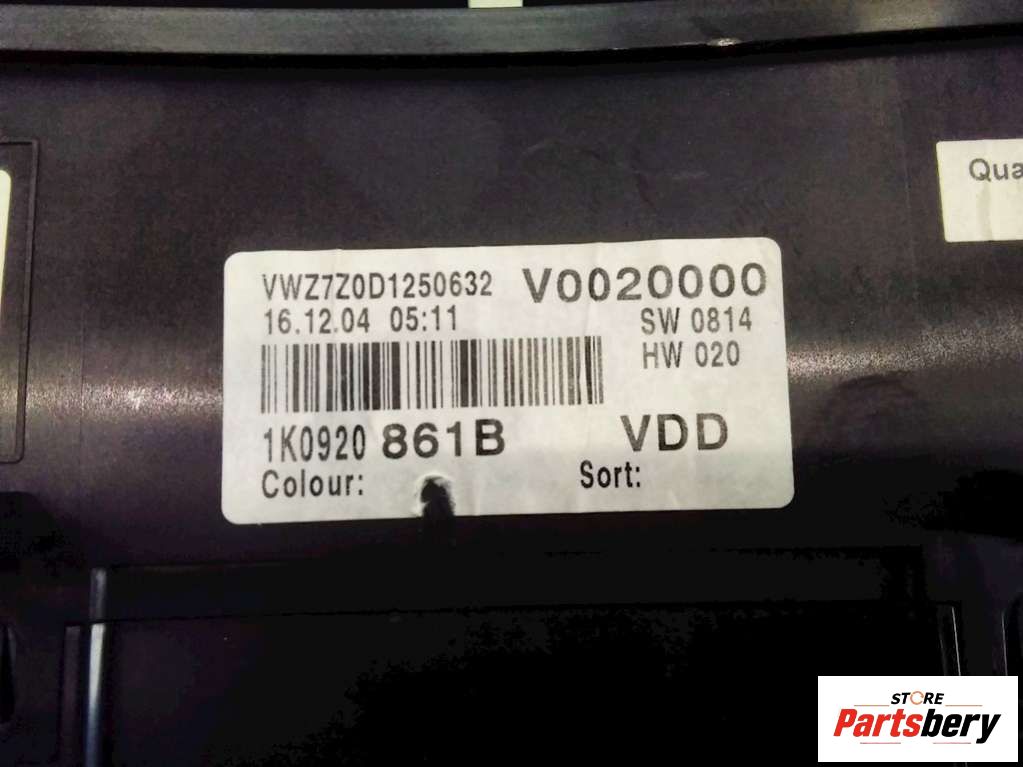 Qua
VWZ7Z0D1250632 V0020000
16.12.04 05:11 SW 0814
HW 020
1K0920 861B VDD
Colour: Sort:
STORE
Partsbery